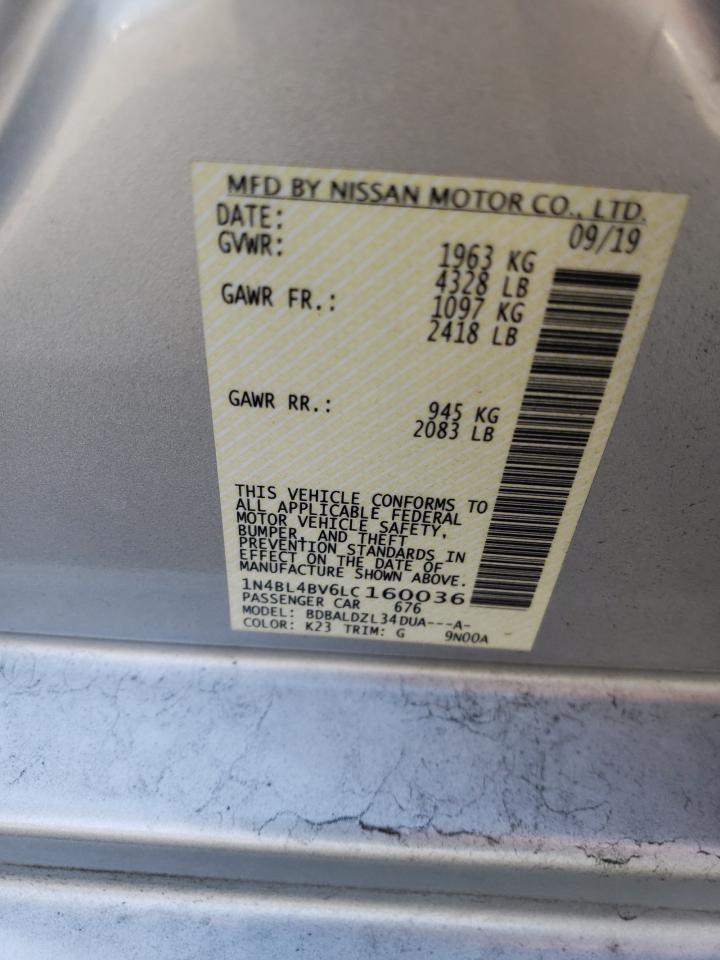 MFD BY NISSAN MOTOR CO., LTD.
DATE: 09/19
GVWR: 1963 KG
4328 LB
GAWR FR.: 1097 KG
2418 LB
GAWR RR.: 945 KG
2083 LB
THIS VEHICLE CONFORMS TO
ALL APPLICABLE FEDERAL
MOTOR VEHICLE SAFETY,
BUMPER, AND THEFT
PREVENTION STANDARDS IN
EFFECT ON THE DATE OF
MANUFACTURE SHOWN ABOVE.
1N4BL4BV6LC160036
PASSENGER CAR 676
MODEL: BDBALDZL34DUA---A-
COLOR: K23 TRIM: G 9N00A